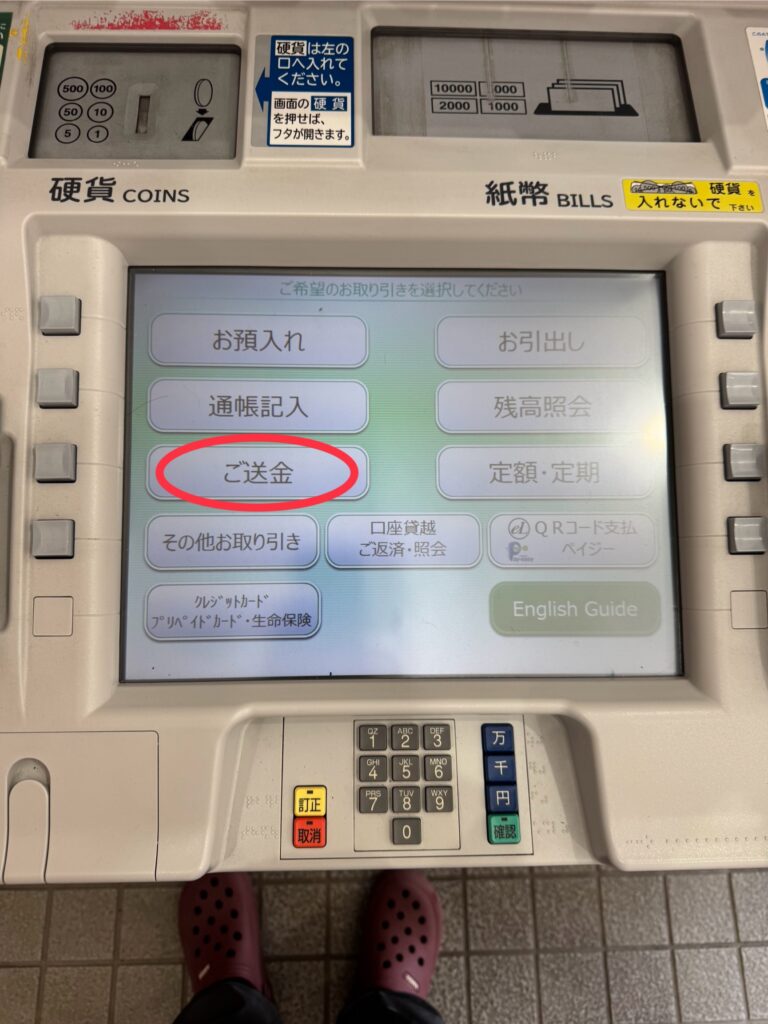 500 100
50 10
5 1
硬貨は左の
口へ入れて
ください。
画面の 硬貨
を押せば、
フタが開きます。
10000
2000 1000
硬貨 COINS
紙幣 BILLS
硬貨を
入れないで下さい
ご希望のお取り引きを選択してください
お預入れ
お引出し
通帳記入
残高照会
ご送金
定額・定期
その他お取り引き
口座貸越
ご返済・照会
QRコード支払
ペイジー
Pay-easy
クレジットカード
プリペイドカード・生命保険
English Guide
QZ 1 ABC 2 DEF 3
GHI 4 JKL 5 MNO 6
PRS 7 TUV 8 WXY 9
0
万
千
円
確認
訂正
取消